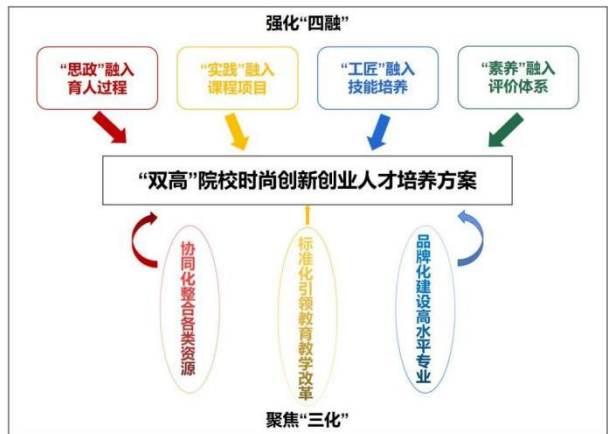 强化“四融”
“思政”融入
育人过程
“实践”融入
课程项目
“工匠”融入
技能培养
“素养”融入
评价体系
“双高”院校时尚创新创业人才培养方案
协同化整合各类资源
标准化引领教育教学改革
品牌化建设高水平专业
聚焦“三化”